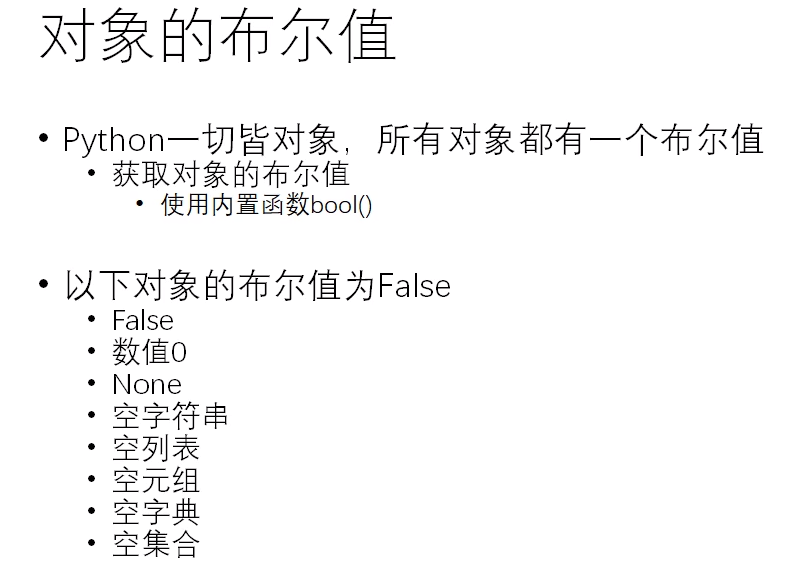 对象的布尔值
• Python一切皆对象，所有对象都有一个布尔值
• 获取对象的布尔值
• 使用内置函数bool()
• 以下对象的布尔值为False
• False
• 数值0
• None
• 空字符串
• 空列表
• 空元组
• 空字典
• 空集合